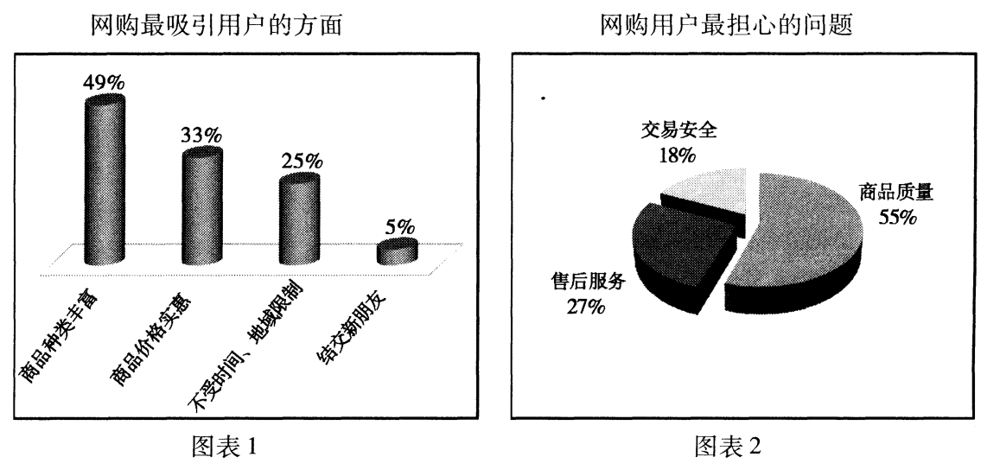 网购最吸引用户的方面
49%
33%
25%
5%
商品种类丰富
商品价格实惠
不受时间、地域限制
结交新朋友
图表1
网购用户最担心的问题
交易安全
18%
商品质量
55%
售后服务
27%
图表2